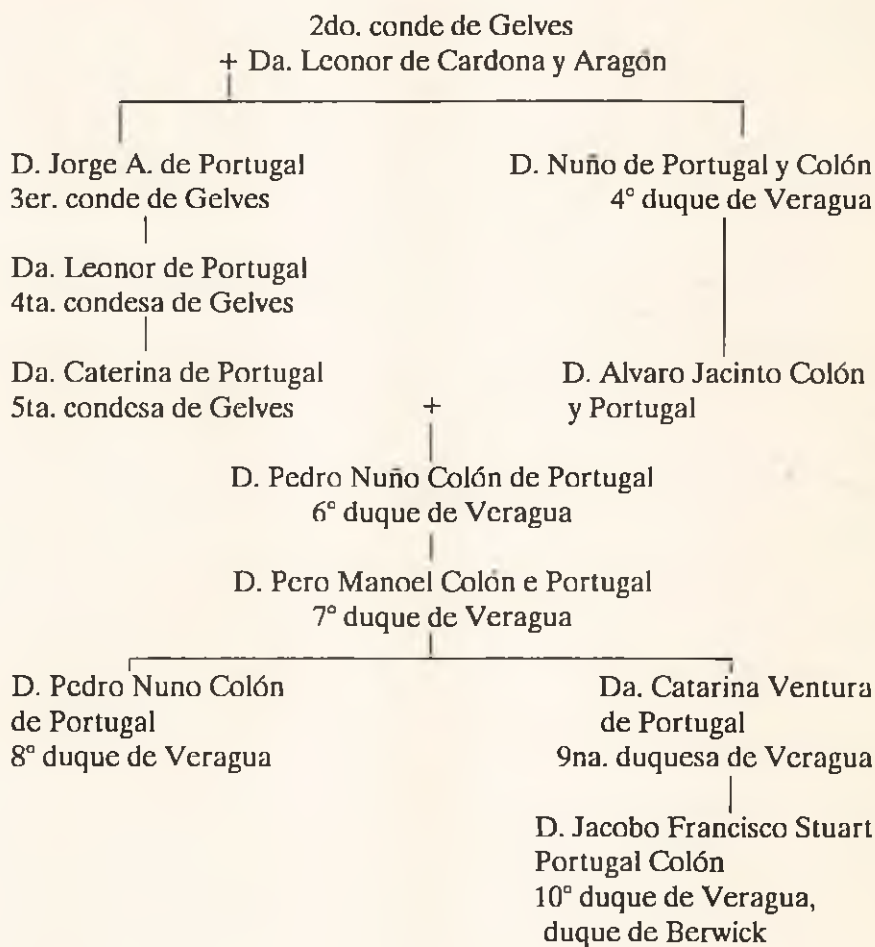 2do. conde de Gelves
+ Da. Leonor de Cardona y Aragón
D. Jorge A. de Portugal
3er. conde de Gelves
D. Nuño de Portugal y Colón
4° duque de Veragua
Da. Leonor de Portugal
4ta. condesa de Gelves
Da. Caterina de Portugal
5ta. condesa de Gelves
+
D. Alvaro Jacinto Colón
y Portugal
D. Pedro Nuño Colón de Portugal
6° duque de Veragua
D. Pero Manoel Colón e Portugal
7° duque de Veragua
D. Pedro Nuno Colón
de Portugal
8° duque de Veragua
Da. Catarina Ventura
de Portugal
9na. duquesa de Veragua
D. Jacobo Francisco Stuart
Portugal Colón
10° duque de Veragua,
duque de Berwick